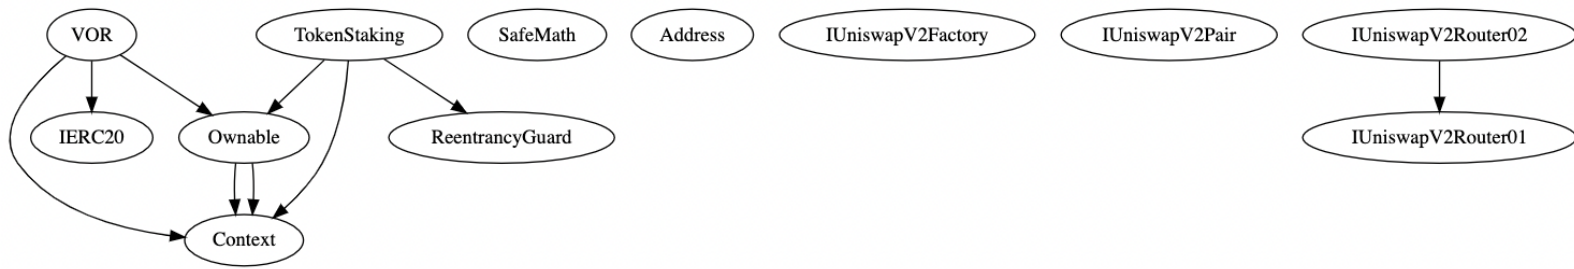 VOR
TokenStaking
SafeMath
Address
IUniswapV2Factory
IUniswapV2Pair
IUniswapV2Router02
IERC20
Ownable
ReentrancyGuard
IUniswapV2Router01
Context